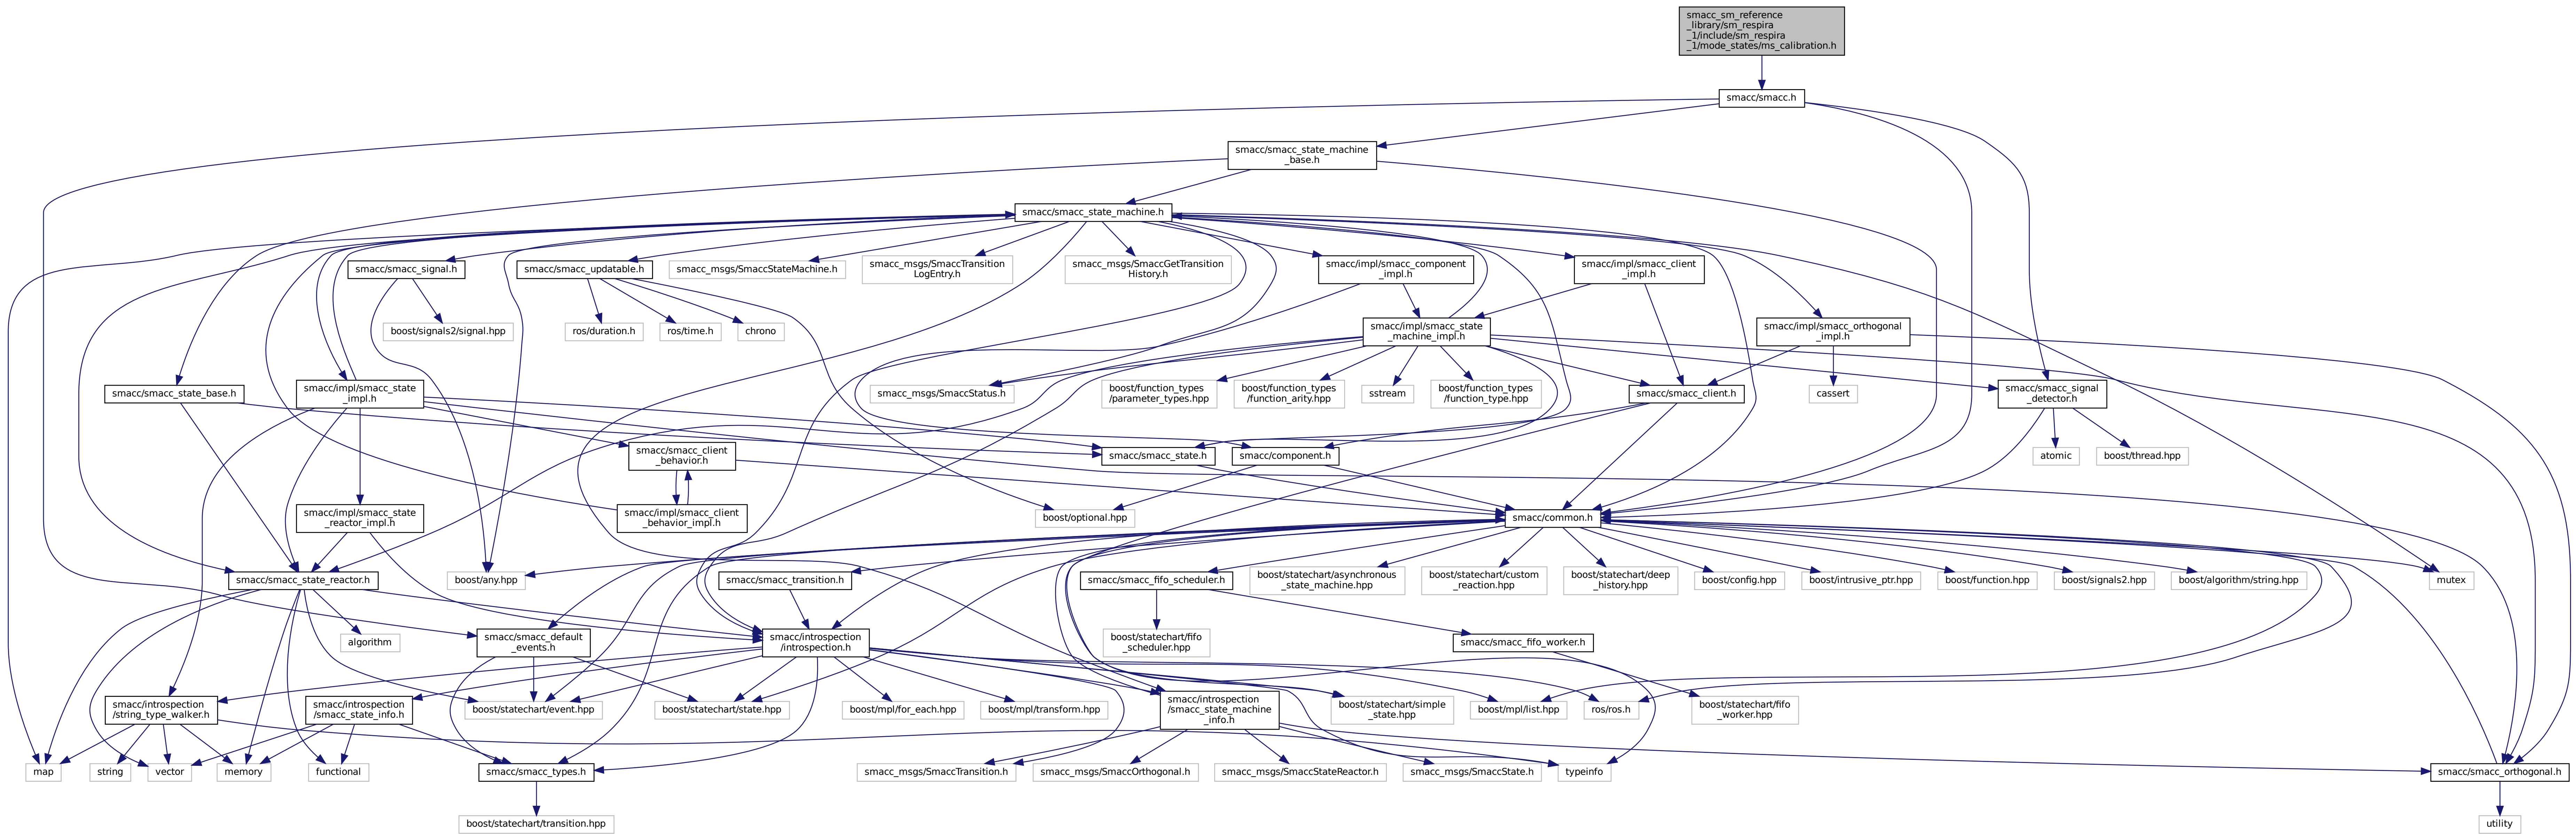 smacc_sm_reference
_library/sm_respira
_1/include/sm_respira
_1/mode_states/ms_calibration.h
smacc/smacc.h
smacc/smacc_state_machine
_base.h
smacc/smacc_state_machine.h
smacc/smacc_signal.h
smacc/smacc_updatable.h
smacc_msgs/SmaccStateMachine.h
smacc_msgs/SmaccTransition
LogEntry.h
smacc_msgs/SmaccGetTransition
History.h
smacc/impl/smacc_component
_impl.h
smacc/impl/smacc_client
_impl.h
boost/signals2/signal.hpp
ros/duration.h
ros/time.h
chrono
smacc/impl/smacc_state
_machine_impl.h
smacc/impl/smacc_orthogonal
_impl.h
smacc/smacc_state_base.h
smacc/impl/smacc_state
_impl.h
smacc_msgs/SmaccStatus.h
boost/function_types
/parameter_types.hpp
boost/function_types
/function_arity.hpp
sstream
boost/function_types
/function_type.hpp
smacc/smacc_client.h
cassert
smacc/smacc_signal
_detector.h
smacc/smacc_client
_behavior.h
smacc/smacc_state.h
smacc/component.h
atomic
boost/thread.hpp
smacc/impl/smacc_state
_reactor_impl.h
smacc/impl/smacc_client
_behavior_impl.h
boost/optional.hpp
smacc/common.h
smacc/smacc_state_reactor.h
boost/any.hpp
smacc/smacc_transition.h
smacc/smacc_fifo_scheduler.h
boost/statechart/asynchronous
_state_machine.hpp
boost/statechart/custom
_reaction.hpp
boost/statechart/deep
_history.hpp
boost/config.hpp
boost/intrusive_ptr.hpp
boost/function.hpp
boost/signals2.hpp
boost/algorithm/string.hpp
mutex
algorithm
smacc/smacc_default
_events.h
smacc/introspection
/introspection.h
boost/statechart/fifo
_scheduler.hpp
smacc/smacc_fifo_worker.h
smacc/introspection
/string_type_walker.h
smacc/introspection
/smacc_state_info.h
boost/statechart/event.hpp
boost/statechart/state.hpp
boost/mpl/for_each.hpp
boost/mpl/transform.hpp
smacc/introspection
/smacc_state_machine
_info.h
boost/statechart/simple
_state.hpp
boost/mpl/list.hpp
ros/ros.h
boost/statechart/fifo
_worker.hpp
map
string
vector
memory
functional
smacc/smacc_types.h
smacc_msgs/SmaccTransition.h
smacc_msgs/SmaccOrthogonal.h
smacc_msgs/SmaccStateReactor.h
smacc_msgs/SmaccState.h
typeinfo
smacc/smacc_orthogonal.h
boost/statechart/transition.hpp
utility